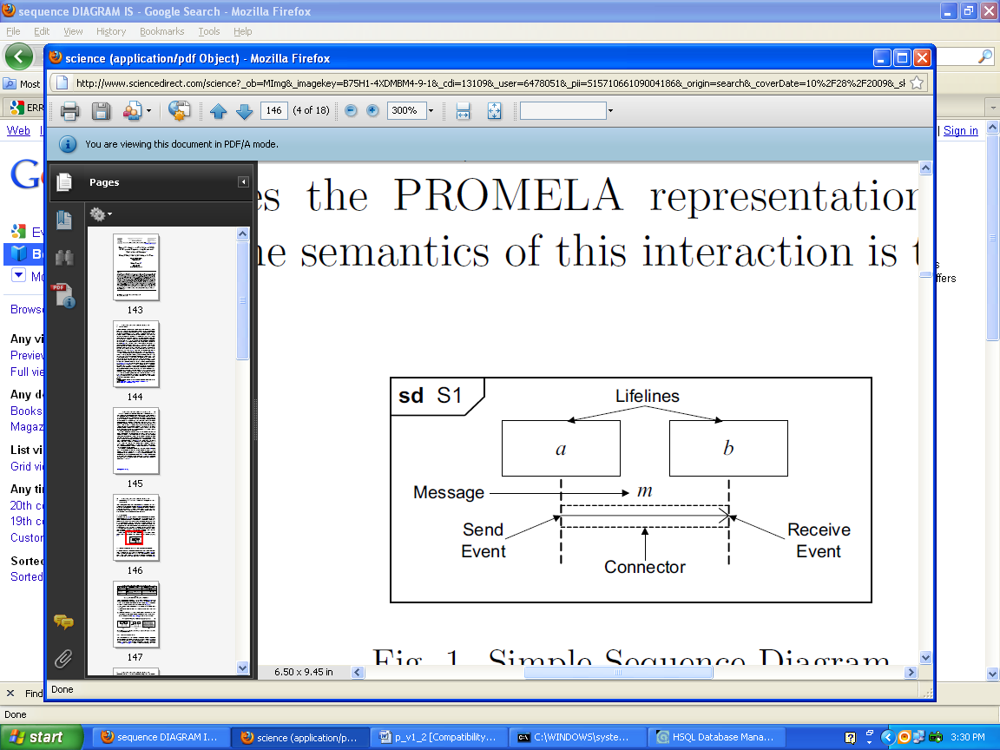 sequence DIAGRAM IS - Google Search - Mozilla Firefox
File Edit View History Bookmarks Tools Help
science (application/pdf Object) - Mozilla Firefox
Most
http://www.sciencedirect.com/science?_ob=MImg&_imagekey=B75H1-4XDMBM4-9-1&_cdi=13109&_user=6478051&_pii=S1571066109004186&_origin=search&_coverDate=10%2F28%2F2009&_sk
ERR
146 (4 of 18) 300%
Web
Sign in
You are viewing this document in PDF/A mode.
Pages
es the PROMELA representation
he semantics of this interaction is t
143
144
145
146
147
Browse
Any vi
Preview
Full vie
Any do
Books
Magaz
List vi
Grid vi
Any ti
20th ce
19th ce
Custom
Sorted
Sorted
ffers
sd S1
Lifelines
a b
Message m
Send Event
Receive Event
Connector
Fig. 1. Simple Sequence Diagram
6.50 x 9.45 in
Done
Find
Done
start
sequence DIAGRAM I...
science (application/p...
p_v1_2 [Compatibility...
C:\WINDOWS\syste...
HSQL Database Mana...
3:30 PM